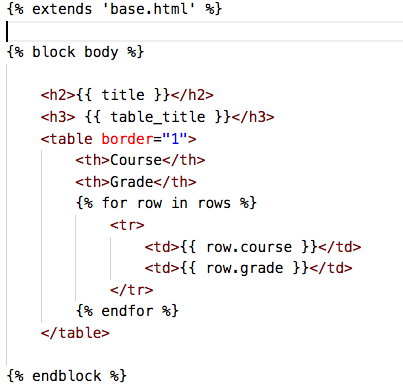 {% extends 'base.html' %}
{% block body %}
<h2>{{ title }}</h2>
<h3> {{ table_title }}</h3>
<table border="1">
<th>Course</th>
<th>Grade</th>
{% for row in rows %}
<tr>
<td>{{ row.course }}</td>
<td>{{ row.grade }}</td>
</tr>
{% endfor %}
</table>
{% endblock %}